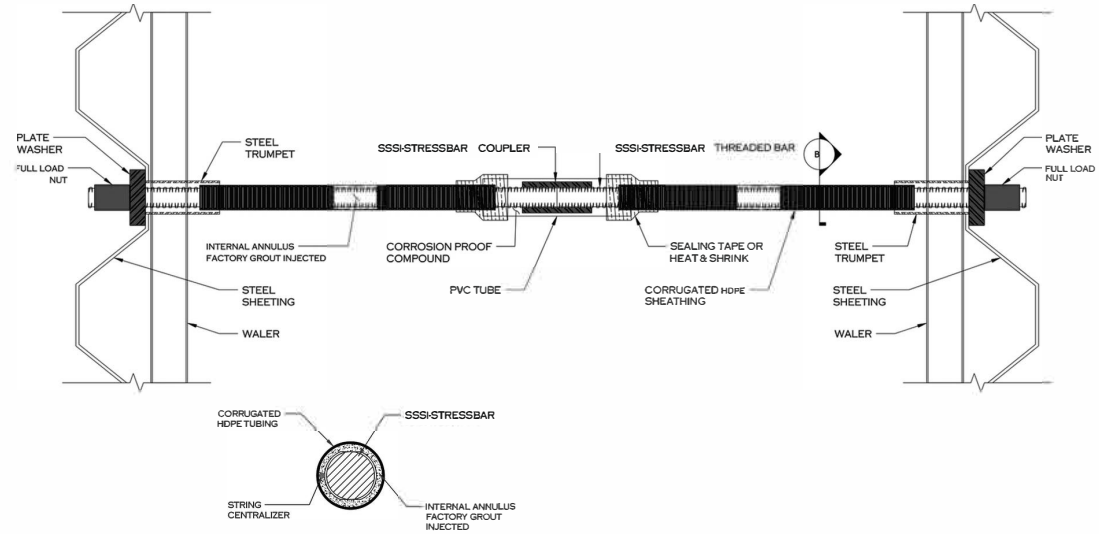 PLATE
WASHER
FULL LOAD
NUT
STEEL
TRUMPET
SSSI-STRESSBAR COUPLER
SSSI-STRESSBAR THREADED BAR
B
PLATE
WASHER
FULL LOAD
NUT
INTERNAL ANNULUS
FACTORY GROUT INJECTED
CORROSION PROOF
COMPOUND
SEALING TAPE OR
HEAT & SHRINK
STEEL
TRUMPET
STEEL
SHEETING
PVC TUBE
CORRUGATED HDPE
SHEATHING
STEEL
SHEETING
WALER
WALER
CORRUGATED
HDPE TUBING
SSSI-STRESSBAR
STRING
CENTRALIZER
INTERNAL ANNULUS
FACTORY GROUT
INJECTED